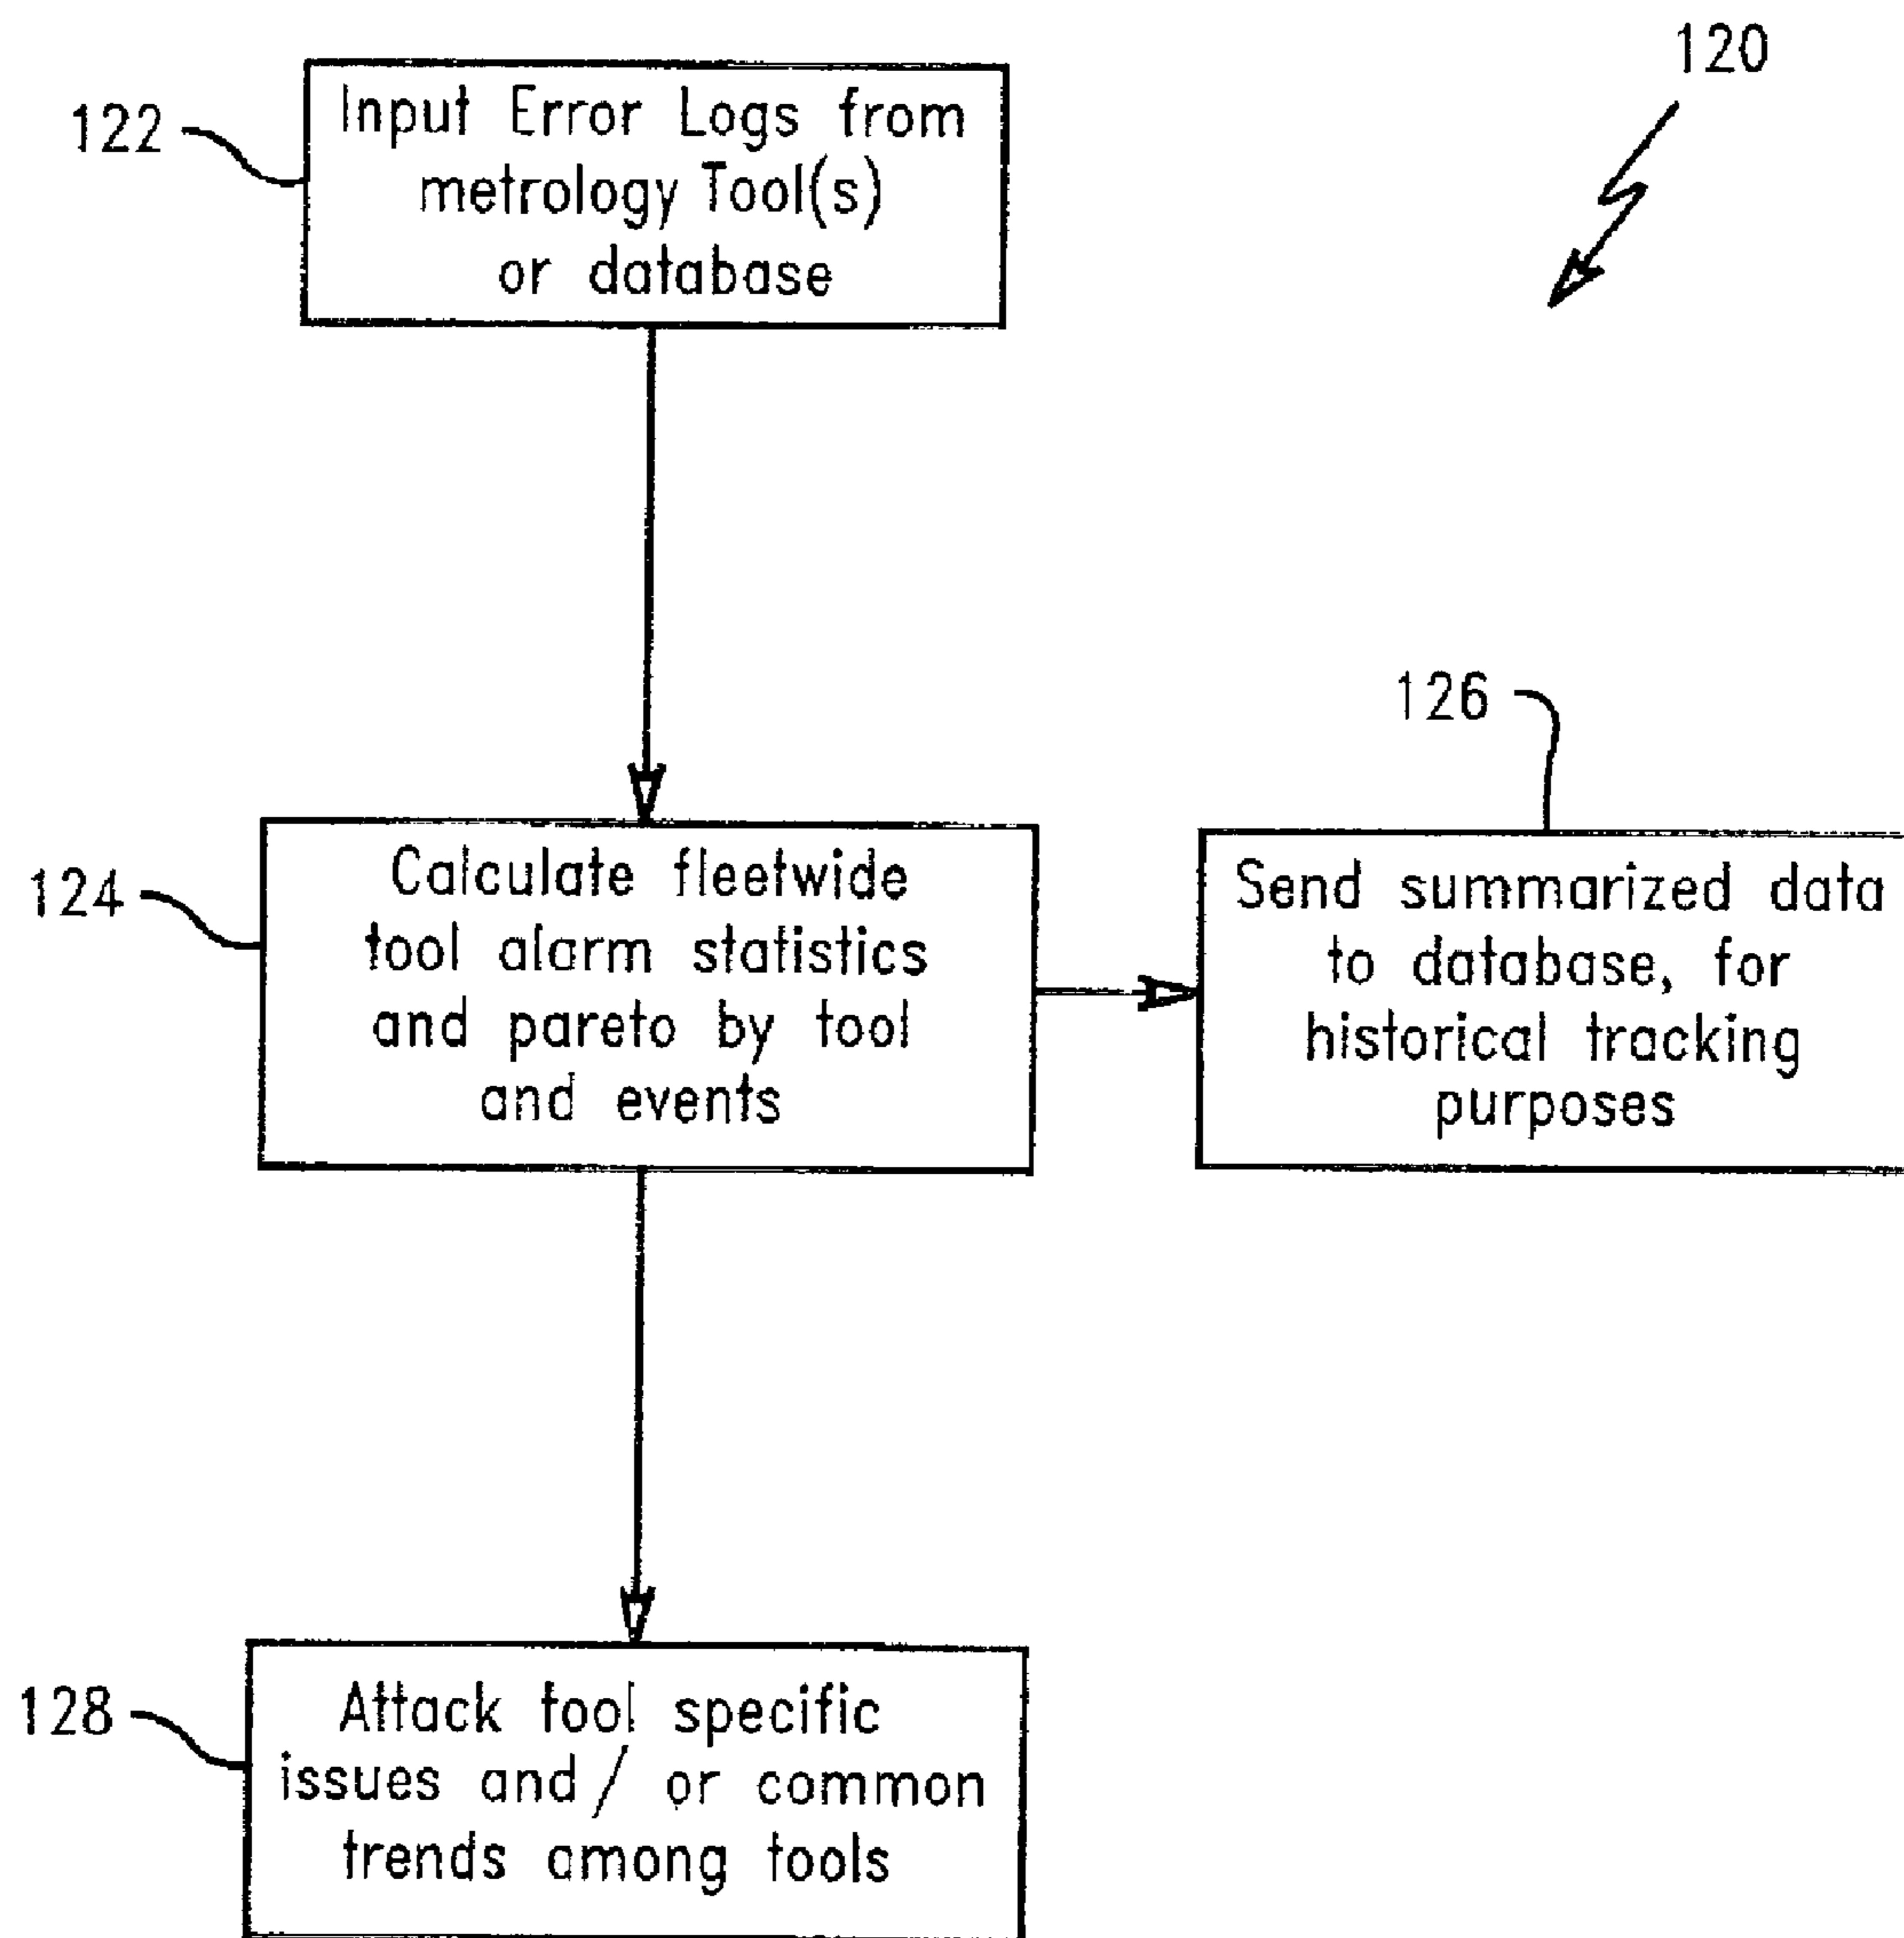 120
122
Input Error Logs from
metrology Tool(s)
or database
124
Calculate fleetwide
tool alarm statistics
and pareto by tool
and events
126
Send summarized data
to database, for
historical tracking
purposes
128
Attack tool specific
issues and/ or common
trends among tools